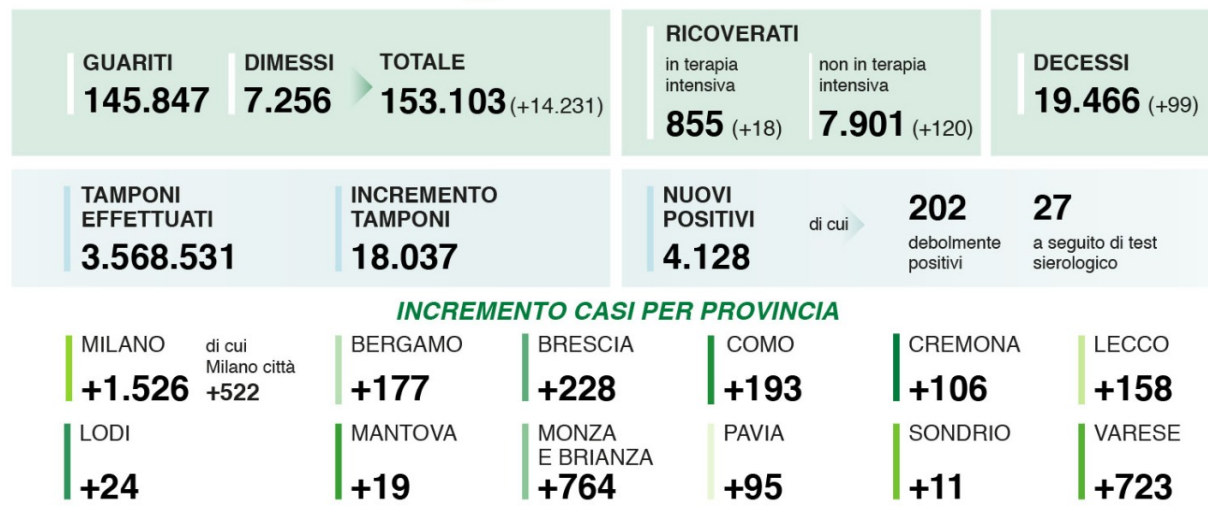 GUARITI
145.847
DIMESSI
7.256
TOTALE
153.103 (+14.231)
RICOVERATI
in terapia
intensiva
855 (+18)
non in terapia
intensiva
7.901 (+120)
DECESSI
19.466 (+99)
TAMPONI
EFFETTUATI
3.568.531
INCREMENTO
TAMPONI
18.037
NUOVI
POSITIVI
4.128
di cui
202
debolmente
positivi
27
a seguito di test
sierologico
INCREMENTO CASI PER PROVINCIA
MILANO
+1.526
di cui
Milano città
+522
BERGAMO
+177
BRESCIA
+228
COMO
+193
CREMONA
+106
LECCO
+158
LODI
+24
MANTOVA
+19
MONZA
E BRIANZA
+764
PAVIA
+95
SONDRIO
+11
VARESE
+723